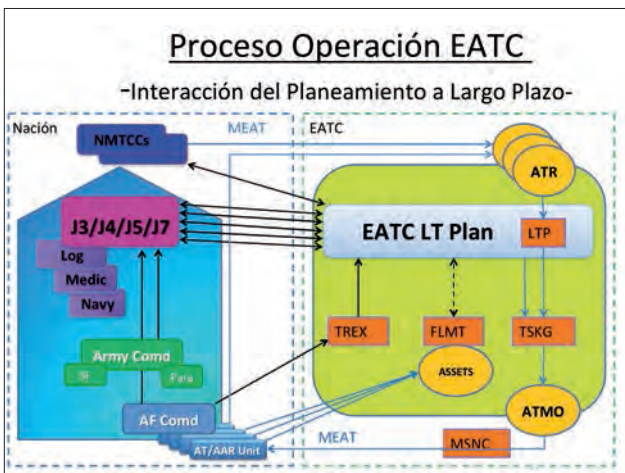 Proceso Operación EATC
-Interacción del Planeamiento a Largo Plazo-
Nación
MEAT
EATC
NMTCCs
ATR
J3/J4/J5/J7
EATC LT Plan
LTP
Log
Medic
Navy
TREX
FLMT
TSKG
Army Comd
SF
Para
ASSETS
AF Comd
ATMO
AT/AAR Unit
MEAT
MSNC